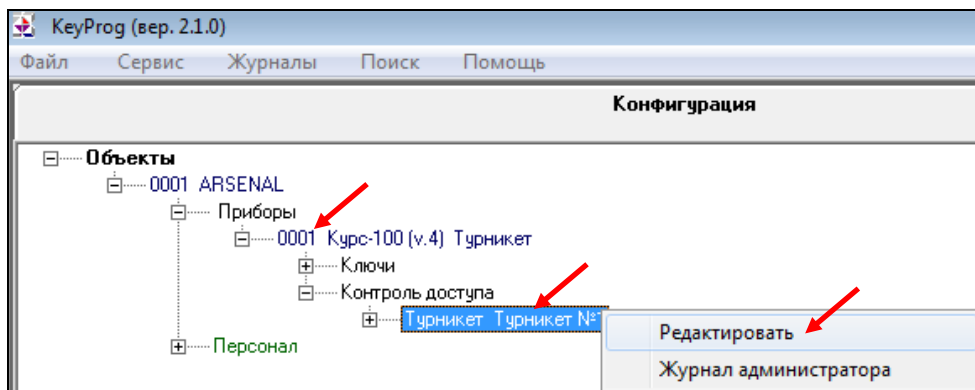 KeyProg (вер. 2.1.0)
Файл Сервис Журналы Поиск Помощь
Конфигурация
Объекты
0001 ARSENAL
Приборы
0001 Курс-100 (v.4) Турникет
Ключи
Контроль доступа
Турникет Турникет
Редактировать
Персонал
Журнал администратора